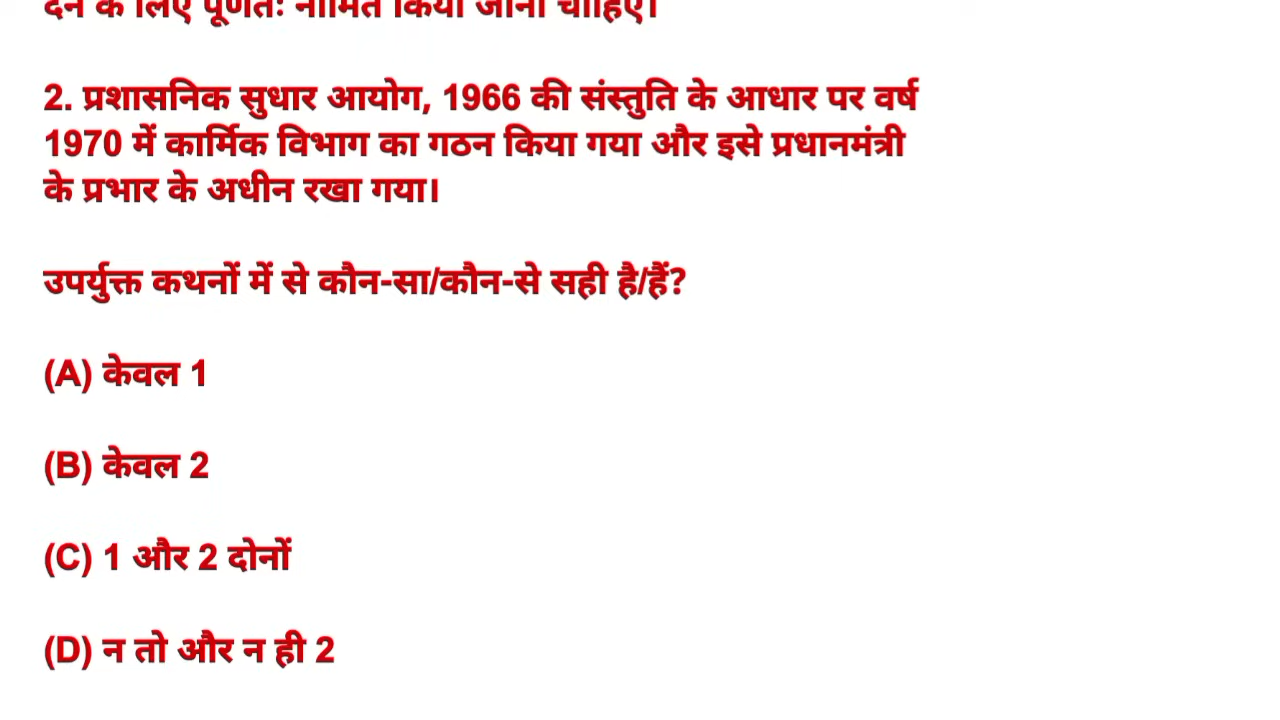 देने के लिए पूर्णतः नामित किया जाना चाहिए।
2. प्रशासनिक सुधार आयोग, 1966 की संस्तुति के आधार पर वर्ष
1970 में कार्मिक विभाग का गठन किया गया और इसे प्रधानमंत्री
के प्रभार के अधीन रखा गया।
उपर्युक्त कथनों में से कौन-सा/कौन-से सही है/हैं?
(A) केवल 1
(B) केवल 2
(C) 1 और 2 दोनों
(D) न तो और न ही 2